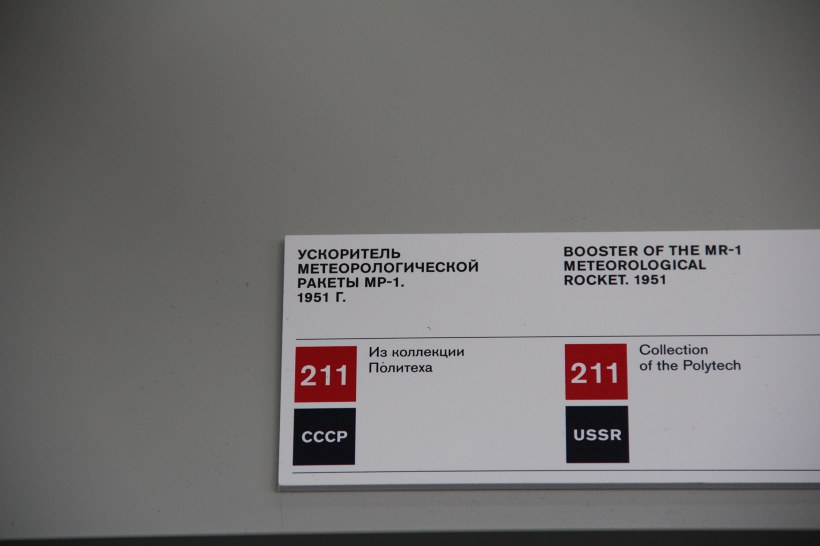 УСКОРИТЕЛЬ
МЕТЕОРОЛОГИЧЕСКОЙ
РАКЕТЫ МР-1.
1951 Г.
211
Из коллекции
Политеха
СССР
BOOSTER OF THE MR-1
METEOROLOGICAL
ROCKET. 1951
211
Collection
of the Polytech
USSR